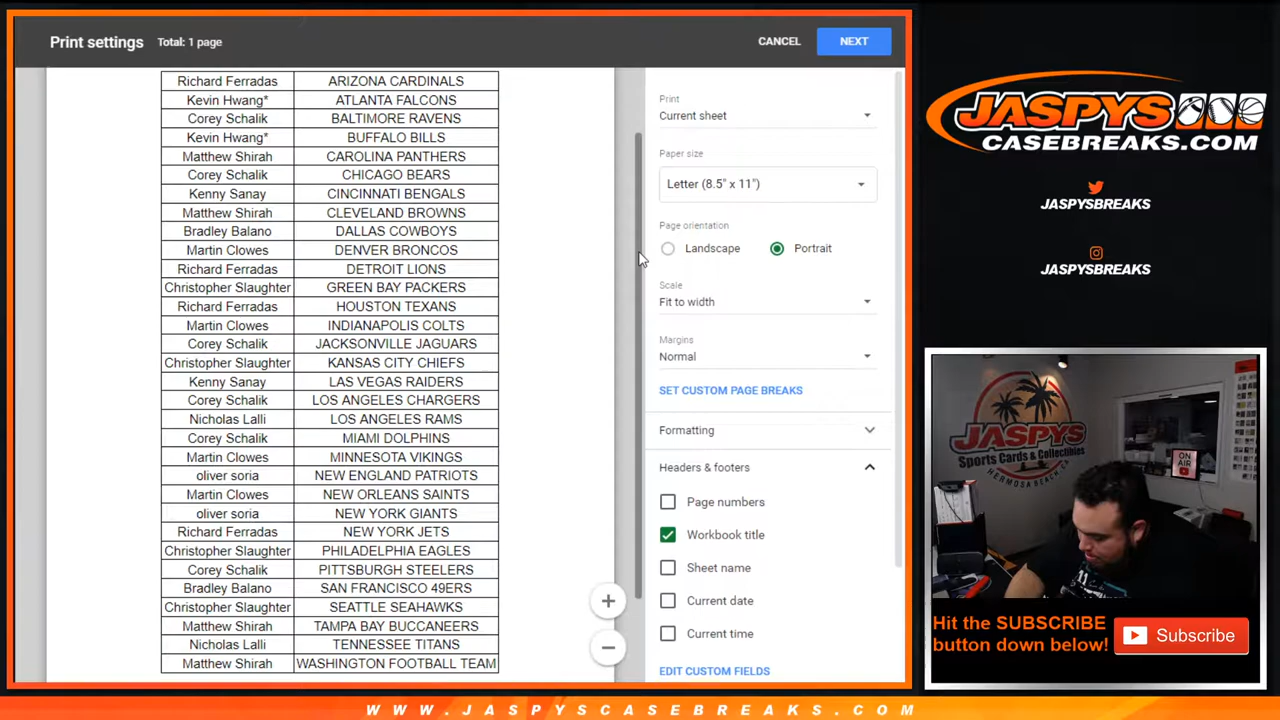 Print settings Total: 1 page CANCEL NEXT
Richard Ferradas ARIZONA CARDINALS
Kevin Hwang* ATLANTA FALCONS
Corey Schalik BALTIMORE RAVENS
Kevin Hwang* BUFFALO BILLS
Matthew Shirah CAROLINA PANTHERS
Corey Schalik CHICAGO BEARS
Kenny Sanay CINCINNATI BENGALS
Matthew Shirah CLEVELAND BROWNS
Bradley Balano DALLAS COWBOYS
Martin Clowes DENVER BRONCOS
Richard Ferradas DETROIT LIONS
Christopher Slaughter GREEN BAY PACKERS
Richard Ferradas HOUSTON TEXANS
Martin Clowes INDIANAPOLIS COLTS
Corey Schalik JACKSONVILLE JAGUARS
Christopher Slaughter KANSAS CITY CHIEFS
Kenny Sanay LAS VEGAS RAIDERS
Corey Schalik LOS ANGELES CHARGERS
Nicholas Lalli LOS ANGELES RAMS
Corey Schalik MIAMI DOLPHINS
Martin Clowes MINNESOTA VIKINGS
oliver soria NEW ENGLAND PATRIOTS
Martin Clowes NEW ORLEANS SAINTS
oliver soria NEW YORK GIANTS
Richard Ferradas NEW YORK JETS
Christopher Slaughter PHILADELPHIA EAGLES
Corey Schalik PITTSBURGH STEELERS
Bradley Balano SAN FRANCISCO 49ERS
Christopher Slaughter SEATTLE SEAHAWKS
Matthew Shirah TAMPA BAY BUCCANEERS
Nicholas Lalli TENNESSEE TITANS
Matthew Shirah WASHINGTON FOOTBALL TEAM
Print
Current sheet
Paper size
Letter (8.5" x 11")
Page orientation
Landscape Portrait
Scale
Fit to width
Margins
Normal
SET CUSTOM PAGE BREAKS
Formatting
Headers & footers
Page numbers
Workbook title
Sheet name
Current date
Current time
EDIT CUSTOM FIELDS
JASPYS
CASEBREAKS.COM
JASPYSBREAKS
JASPYSBREAKS
JASPYS
Sports Cards & Collectibles
HERMOSA BEACH, CA
ON
AIR
Hit the SUBSCRIBE
button down below!
Subscribe
WWW.JASPYSCASEBREAKS.COM